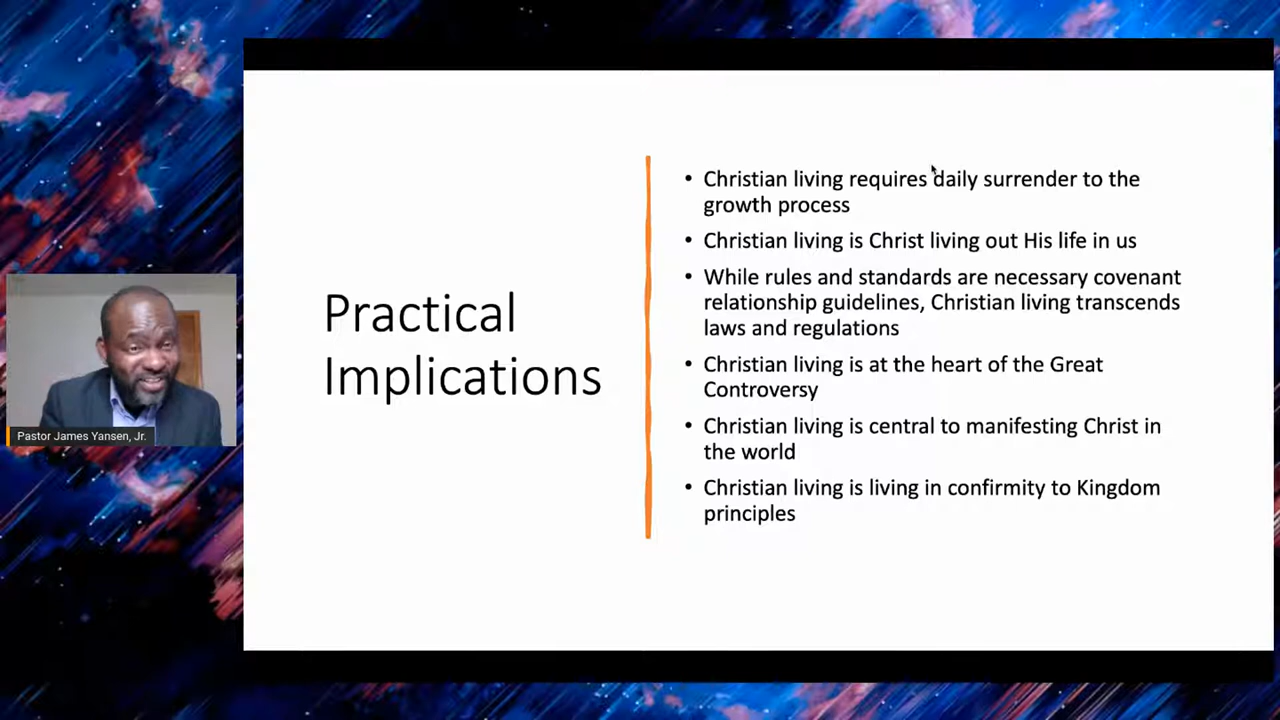 Practical
Implications
• Christian living requires daily surrender to the
growth process
• Christian living is Christ living out His life in us
• While rules and standards are necessary covenant
relationship guidelines, Christian living transcends
laws and regulations
• Christian living is at the heart of the Great
Controversy
• Christian living is central to manifesting Christ in
the world
• Christian living is living in confirmity to Kingdom
principles
Pastor James Yansen, Jr.